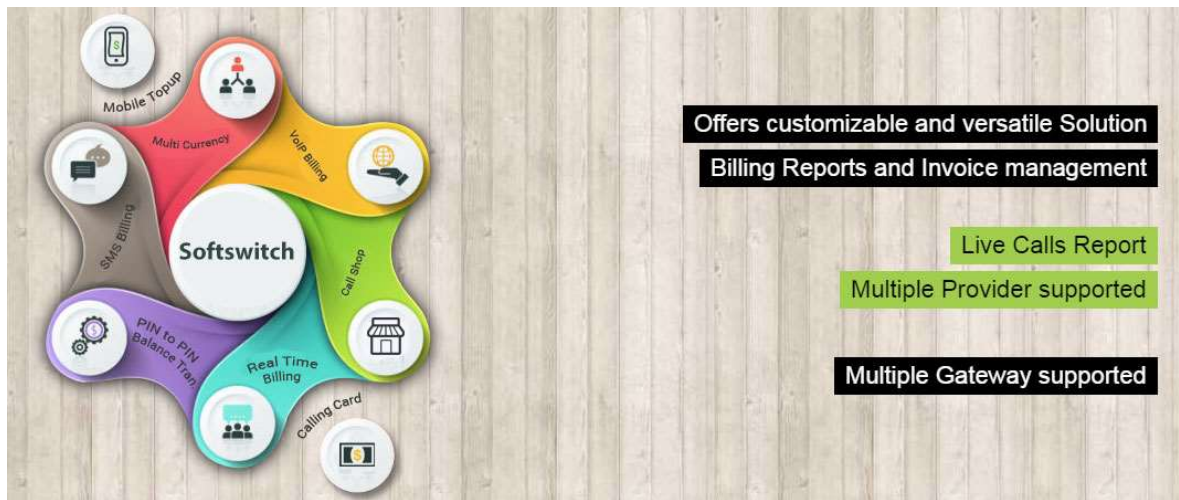 Mobile Topup
Multi Currency
VoIP Billing
SMS Billing
Softswitch
Call Shop
PIN to PIN
Balance Tran.
Real Time
Billing
Calling Card
Offers customizable and versatile Solution
Billing Reports and Invoice management
Live Calls Report
Multiple Provider supported
Multiple Gateway supported